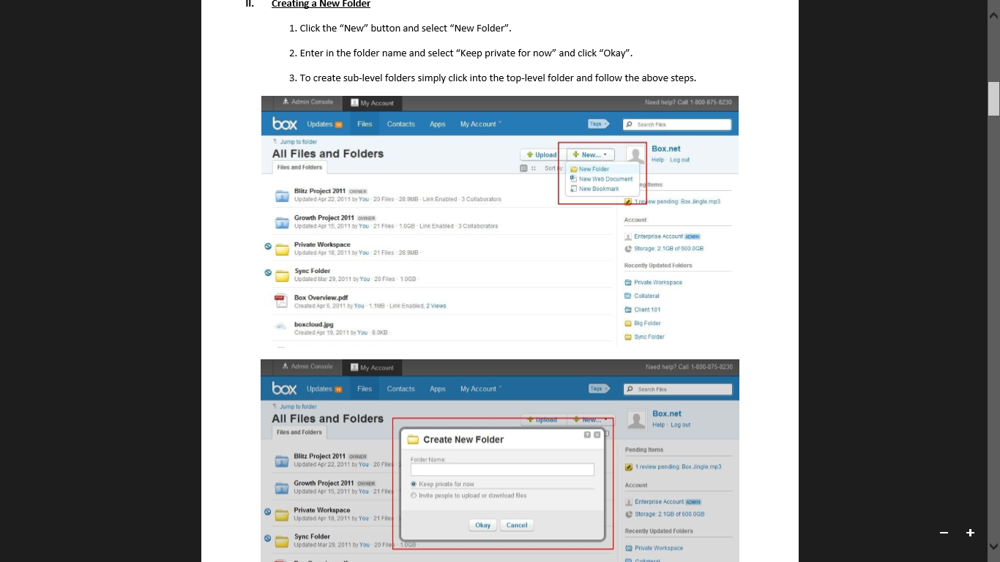 II. Creating a New Folder
1. Click the “New” button and select “New Folder”.
2. Enter in the folder name and select “Keep private for now” and click “Okay”.
3. To create sub-level folders simply click into the top-level folder and follow the above steps.
Admin Console My Account Need help? Call 1-800-875-8230
box Updates Files Contacts Apps My Account Tags Search Files
Jump to folder
All Files and Folders Upload New... Box.net
Help · Log out
Files and Folders Sort by:
New Folder
New Web Document
New Bookmark
ng Items
1 review pending: Box Jingle.mp3
Blitz Project 2011 OWNER
Updated Apr 22, 2011 by You · 20 Files · 28.9MB · Link Enabled · 3 Collaborators
Growth Project 2011 OWNER
Updated Apr 15, 2011 by You · 21 Files · 1.0GB · Link Enabled · 3 Collaborators
Private Workspace
Updated Apr 18, 2011 by You · 21 Files · 28.9MB ·
Sync Folder
Updated Mar 29, 2011 by You 20 Files · 1.0GB ·
Box Overview.pdf
Created Apr 6, 2011 by You · 1.1MB · Link Enabled, 2 Views
boxcloud.jpg
Created Apr 19, 2011 by You · 8.0KB ·
Account
Enterprise Account ADMIN
Storage: 2.1GB of 600.0GB
Recently Updated Folders
Private Workspace
Collateral
Client 101
Big Folder
Sync Folder
Admin Console My Account Need help? Call 1-800-875-8230
box Updates Files Contacts Apps My Account Tags Search Files
Jump to folder
All Files and Folders Upload New... Box.net
Help · Log out
Files and Folders
Create New Folder
Folder Name:
Keep private for now
Invite people to upload or download files
Okay Cancel
Blitz Project 2011 OWNER
Updated Apr 22, 2011 by You · 20 Files
Growth Project 2011 OWNER
Updated Apr 15, 2011 by You · 21 Files
Private Workspace
Updated Apr 18, 2011 by You · 21 Files
Sync Folder
Updated Mar 29, 2011 by You · 20 Files · 1.0GB
Pending Items
1 review pending: Box Jingle.mp3
Account
Enterprise Account ADMIN
Storage: 2.1GB of 600.0GB
Recently Updated Folders
Private Workspace
Collateral